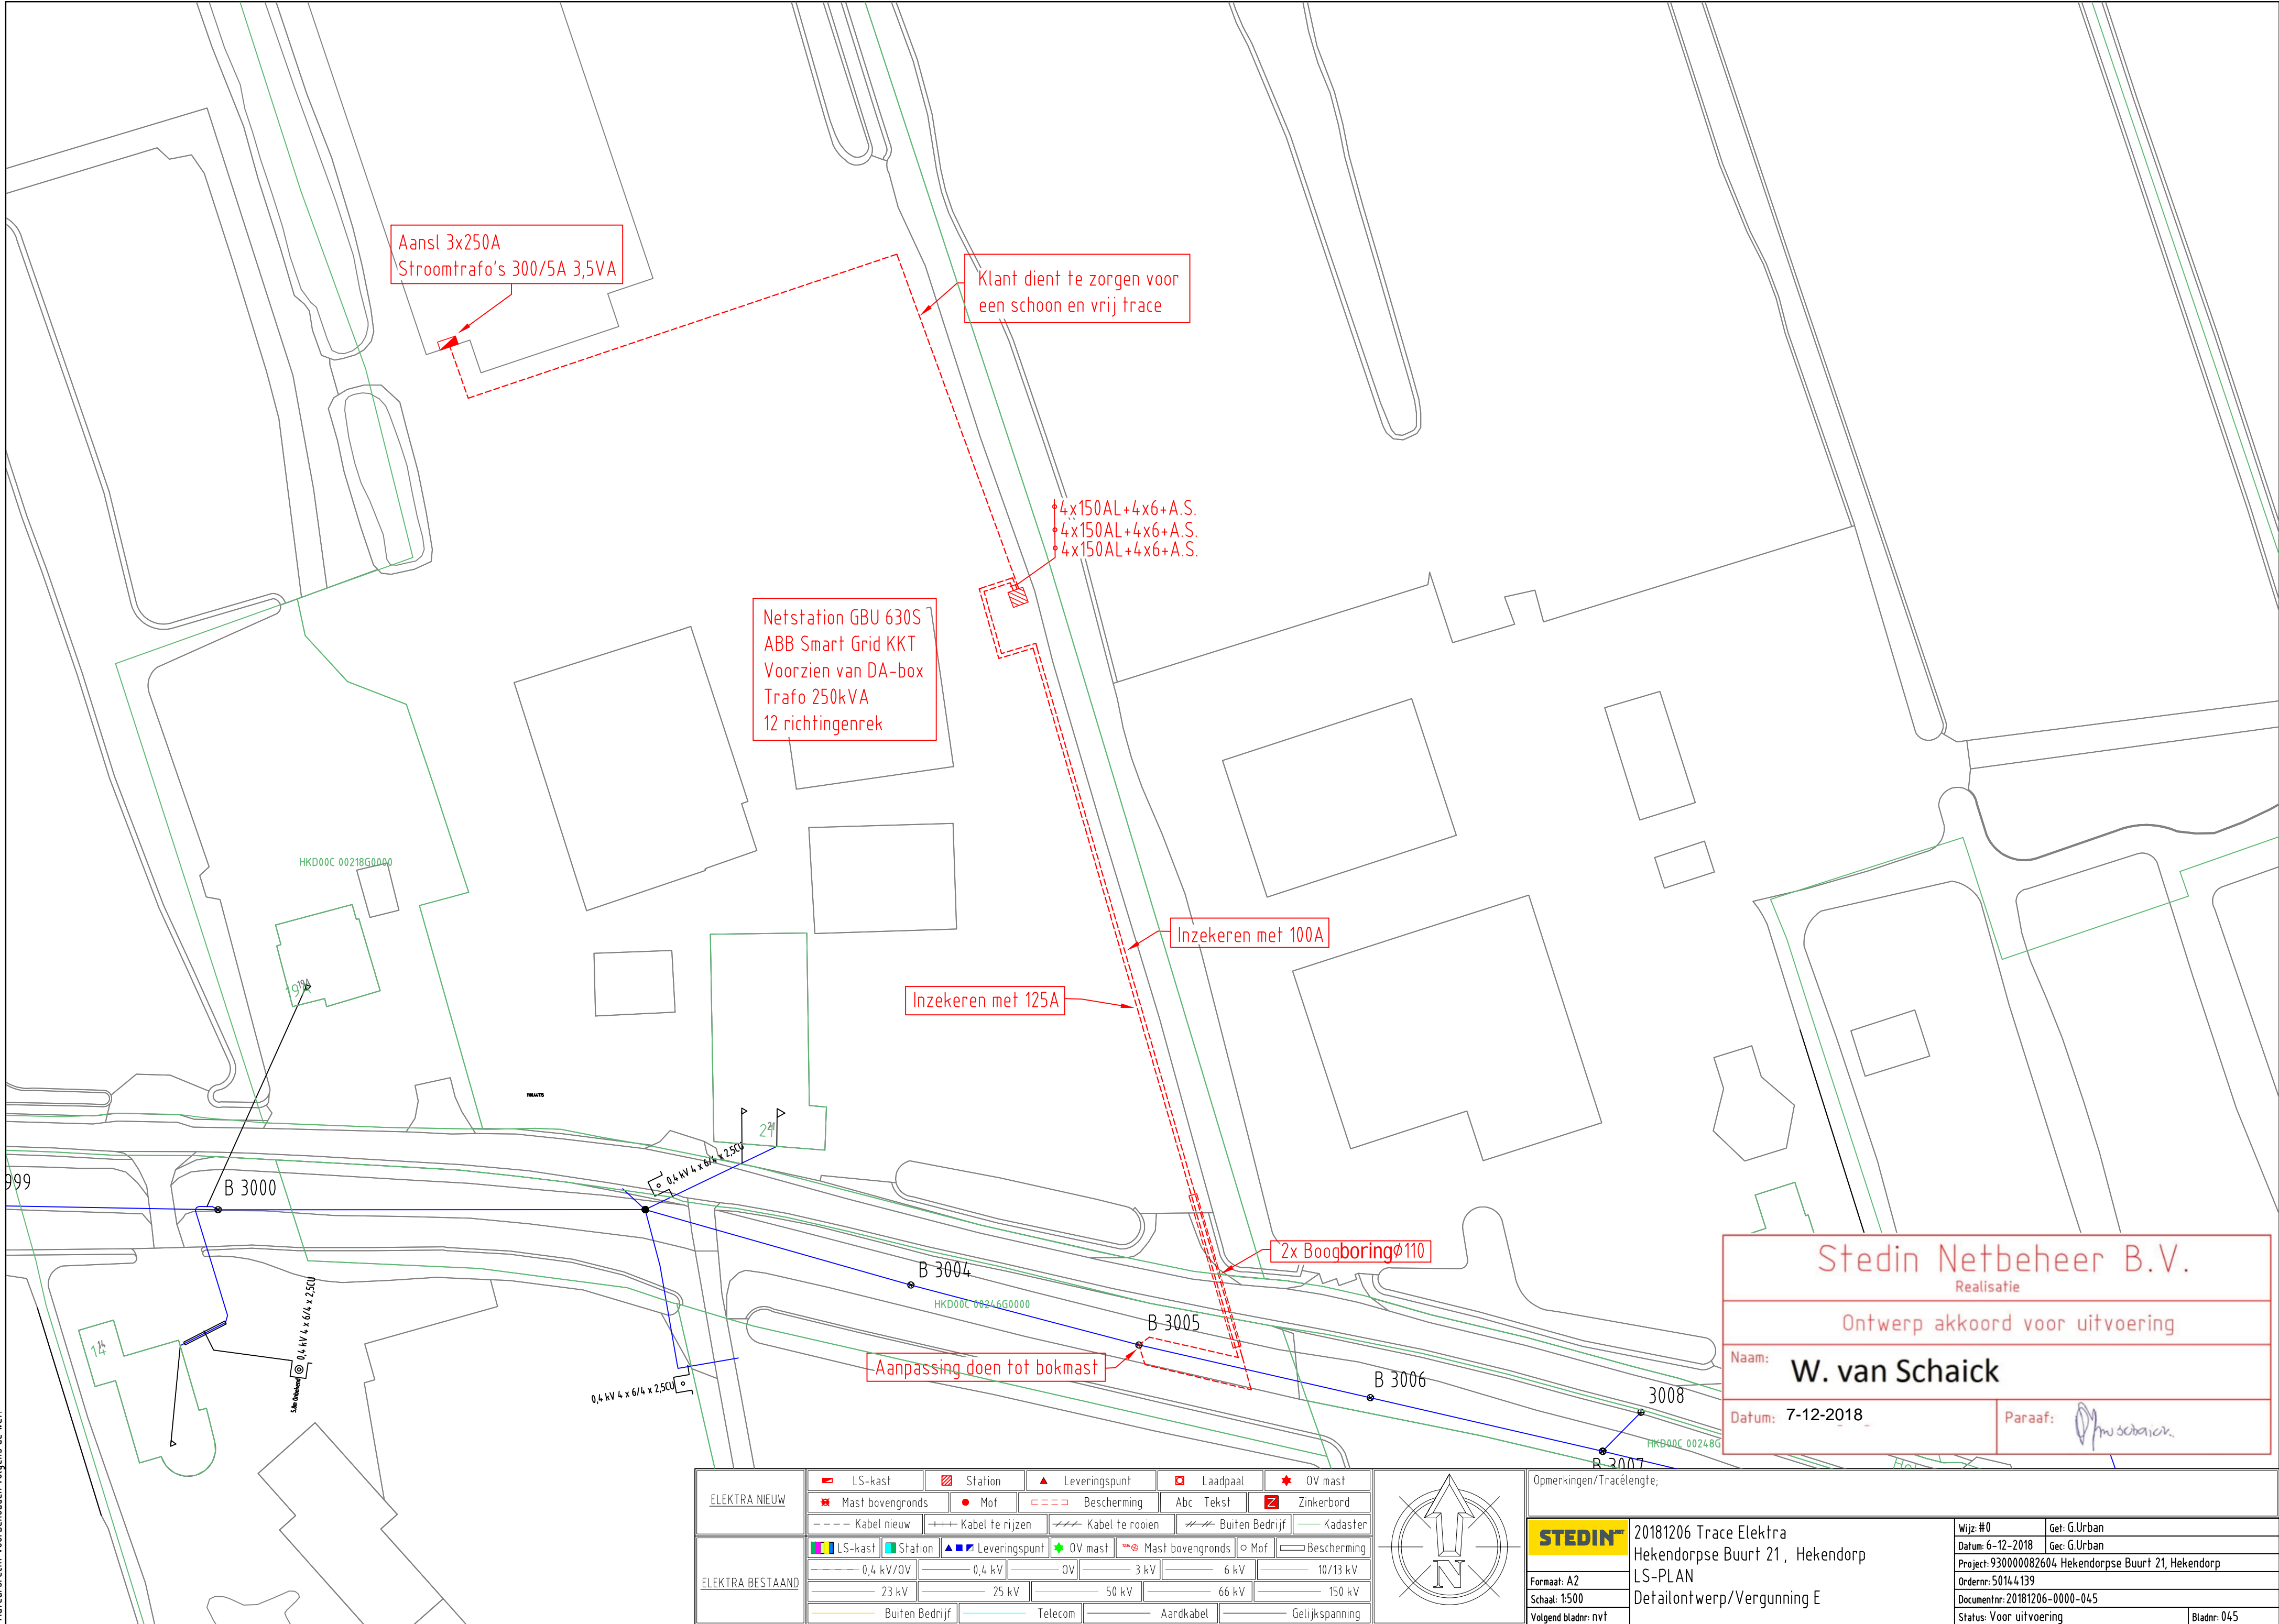 Aansl 3x250A
Stroomtrafo's 300/5A 3,5VA
Klant dient te zorgen voor
een schoon en vrij trace
4x150AL+4x6+A.S.
4x150AL+4x6+A.S.
4x150AL+4x6+A.S.
Netstation GBU 630S
ABB Smart Grid KKT
Voorzien van DA-box
Trafo 250kVA
12 richtingenrek
HKD00C 00218G0000
Inzekeren met 100A
Inzekeren met 125A
19A
21
0,4 kV 4 x 6/4 x 2,5CU
999
B 3000
2x Boogboringø110
B 3004
HKD00C 00246G0000
B 3005
Aanpassing doen tot bokmast
B 3006
3008
HKD00C 00248G
B 3007
14
0,4 kV 4 x 6/4 x 2,5CU
0,4 kV 4 x 6/4 x 2,5CU
Stedin Netbeheer B.V.
Realisatie
Ontwerp akkoord voor uitvoering
Naam: W. van Schaick
Datum: 7-12-2018
Paraaf:
ELEKTRA NIEUW
LS-kast Station Leveringspunt Laadpaal OV mast
Mast bovengronds Mof Bescherming Abc Tekst Z Zinkerbord
Kabel nieuw Kabel te rijzen Kabel te rooien Buiten Bedrijf Kadaster
ELEKTRA BESTAAND
LS-kast Station Leveringspunt OV mast Mast bovengronds Mof Bescherming
0,4 kV/OV 0,4 kV OV 3 kV 6 kV 10/13 kV
23 kV 25 kV 50 kV 66 kV 150 kV
Buiten Bedrijf Telecom Aardkabel Gelijkspanning
N
Opmerkingen/Tracélengte;
STEDIN
Formaat: A2
Schaal: 1:500
Volgend bladnr: nvt
20181206 Trace Elektra
Hekendorpse Buurt 21 , Hekendorp
LS-PLAN
Detailontwerp/Vergunning E
Wijz: #0 Get: G.Urban
Datum: 6-12-2018 Gec: G.Urban
Project: 930000082604 Hekendorpse Buurt 21, Hekendorp
Ordernr: 50144139
Documentnr: 20181206-0000-045
Status: Voor uitvoering Bladnr: 045